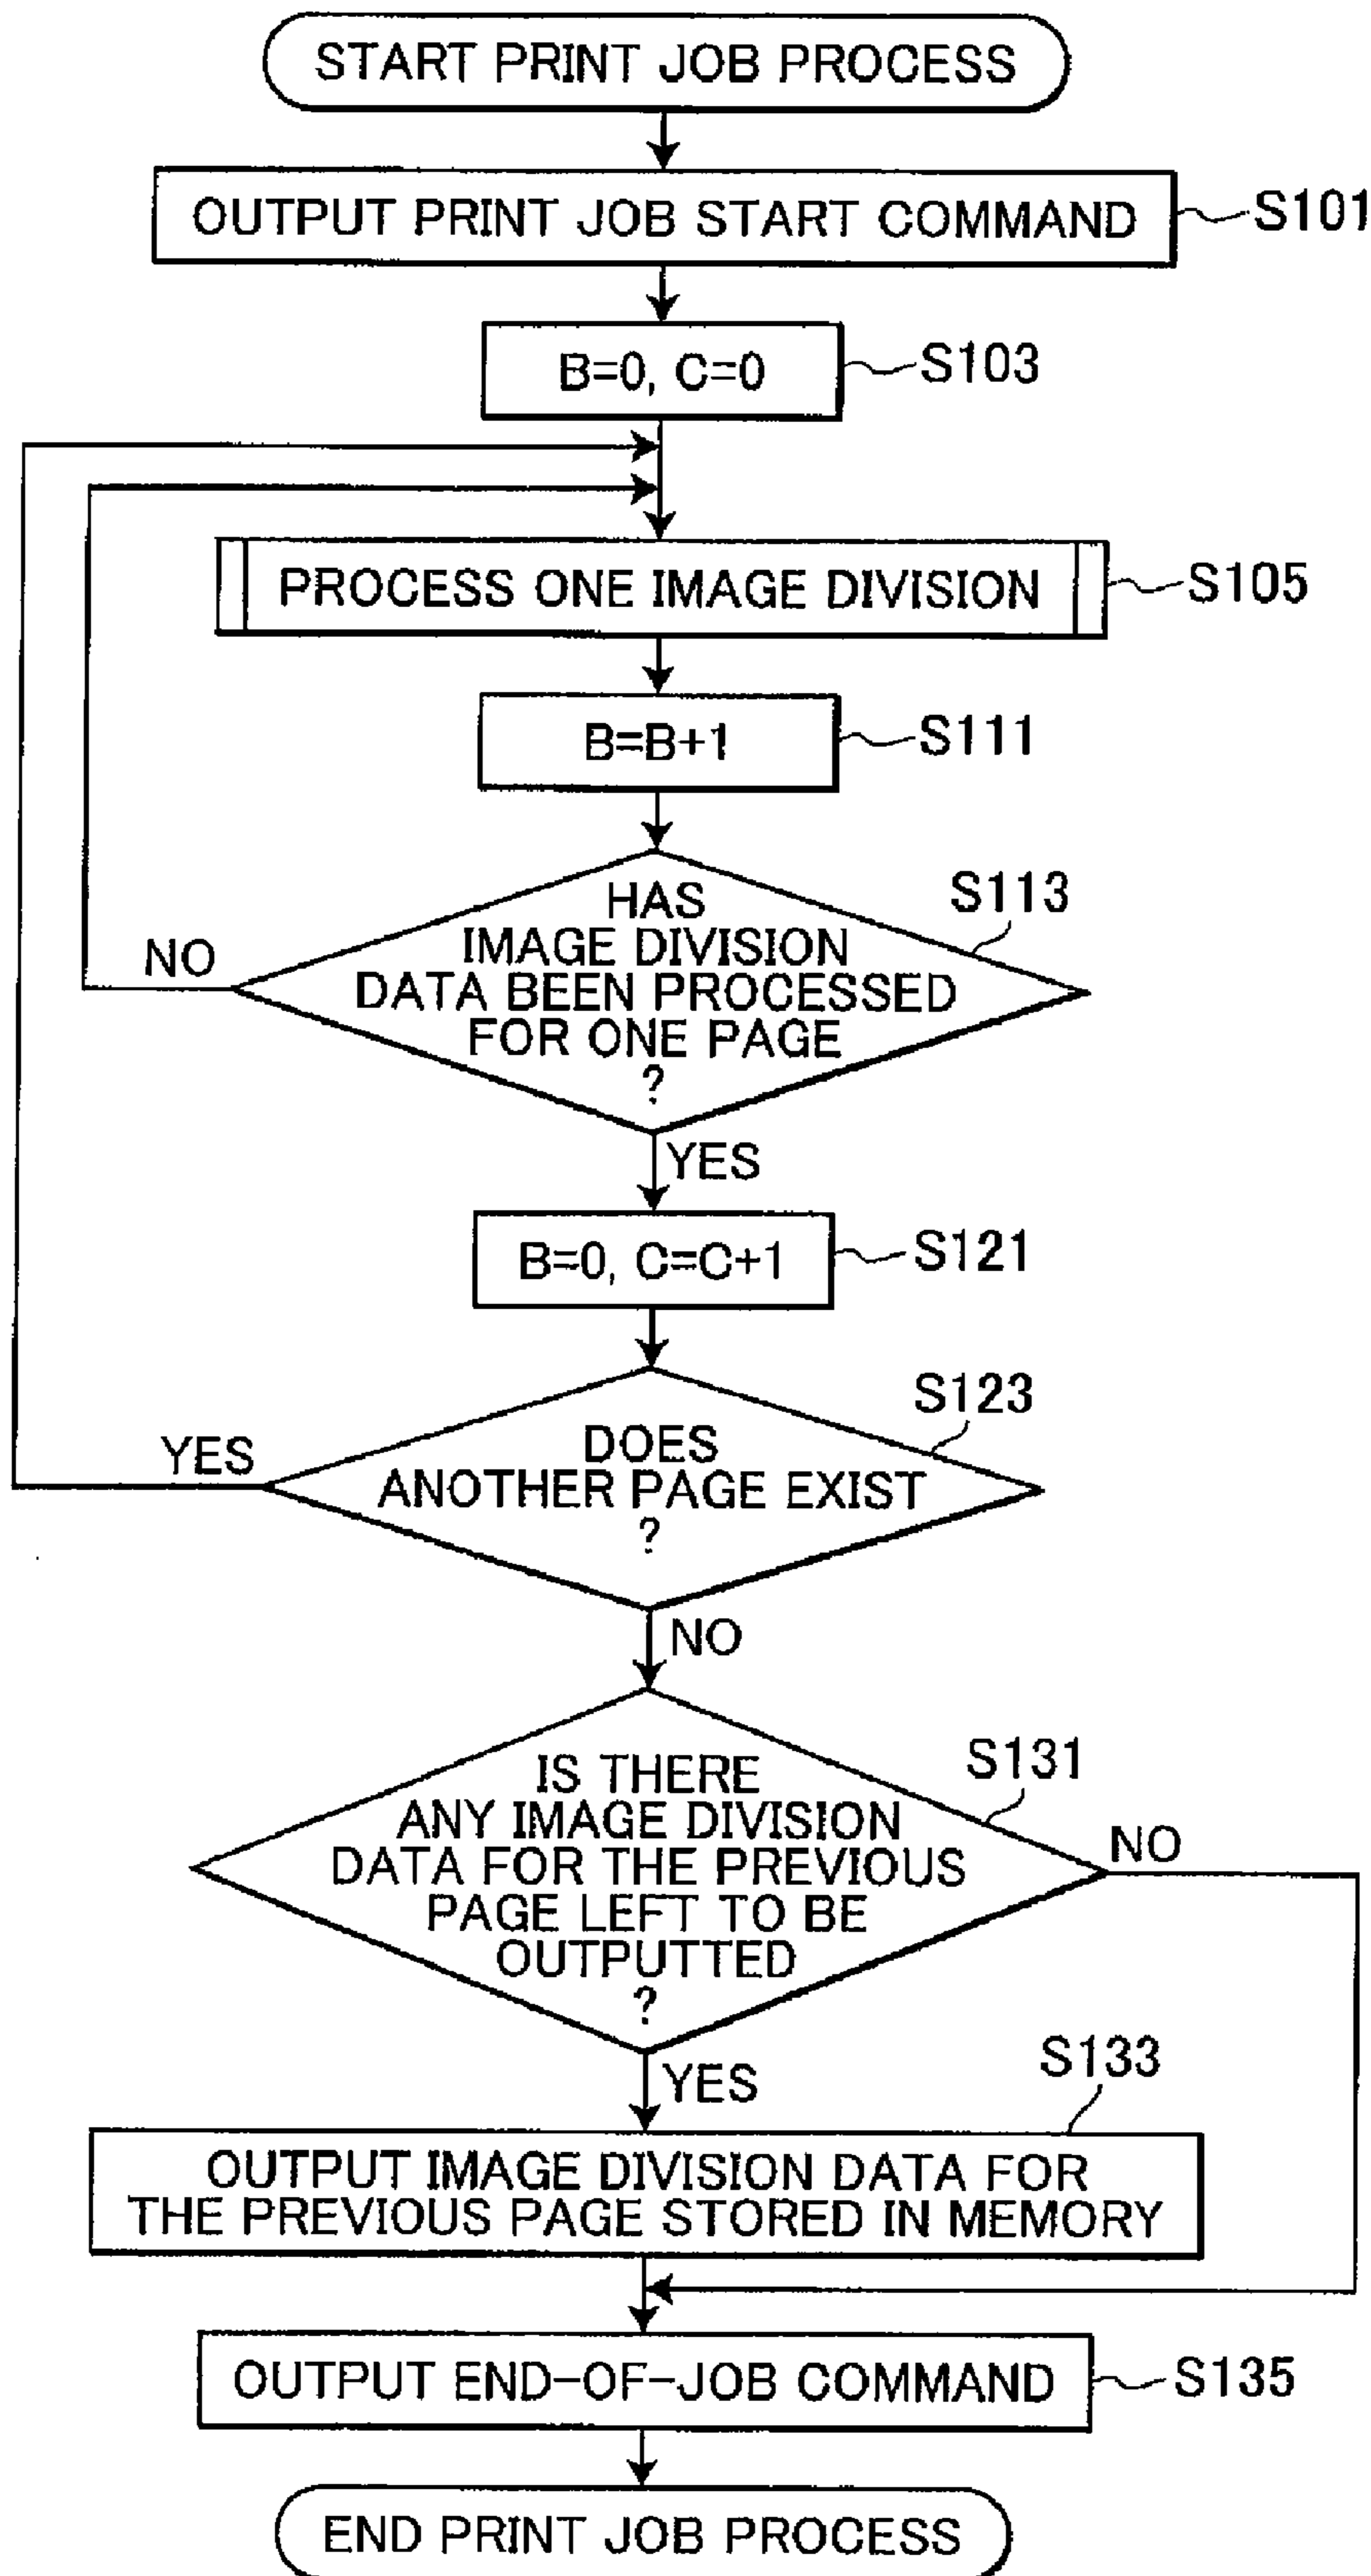 START PRINT JOB PROCESS
OUTPUT PRINT JOB START COMMAND
S101
B=0, C=0
S103
PROCESS ONE IMAGE DIVISION
S105
B=B+1
S111
HAS
IMAGE DIVISION
DATA BEEN PROCESSED
FOR ONE PAGE
?
S113
NO
YES
B=0, C=C+1
S121
DOES
ANOTHER PAGE EXIST
?
S123
YES
NO
IS THERE
ANY IMAGE DIVISION
DATA FOR THE PREVIOUS
PAGE LEFT TO BE
OUTPUTTED
?
S131
NO
YES
S133
OUTPUT IMAGE DIVISION DATA FOR
THE PREVIOUS PAGE STORED IN MEMORY
OUTPUT END-OF-JOB COMMAND
S135
END PRINT JOB PROCESS